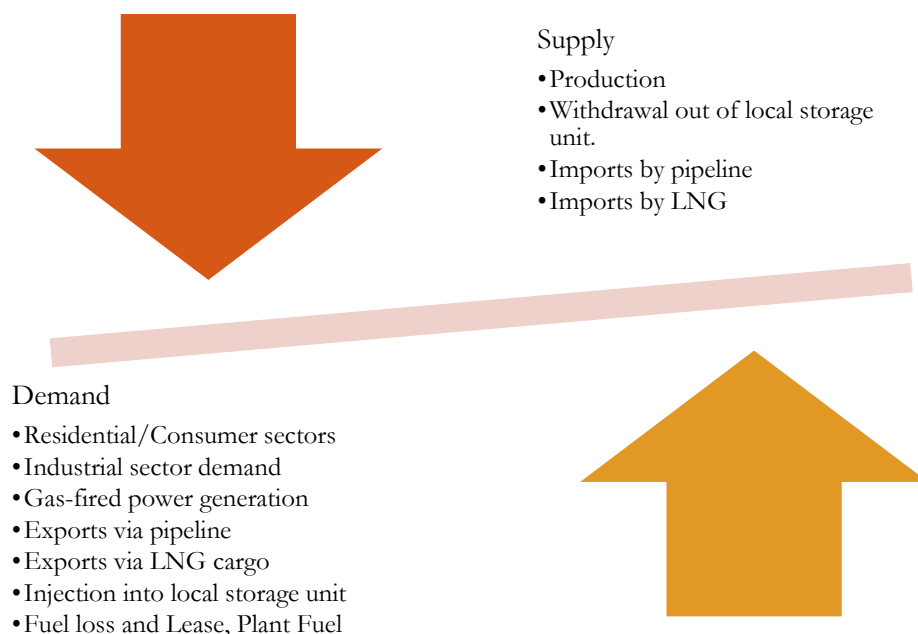 Supply
•Production
•Withdrawal out of local storage
unit.
•Imports by pipeline
•Imports by LNG
Demand
•Residential/Consumer sectors
•Industrial sector demand
•Gas-fired power generation
•Exports via pipeline
•Exports via LNG cargo
•Injection into local storage unit
•Fuel loss and Lease, Plant Fuel